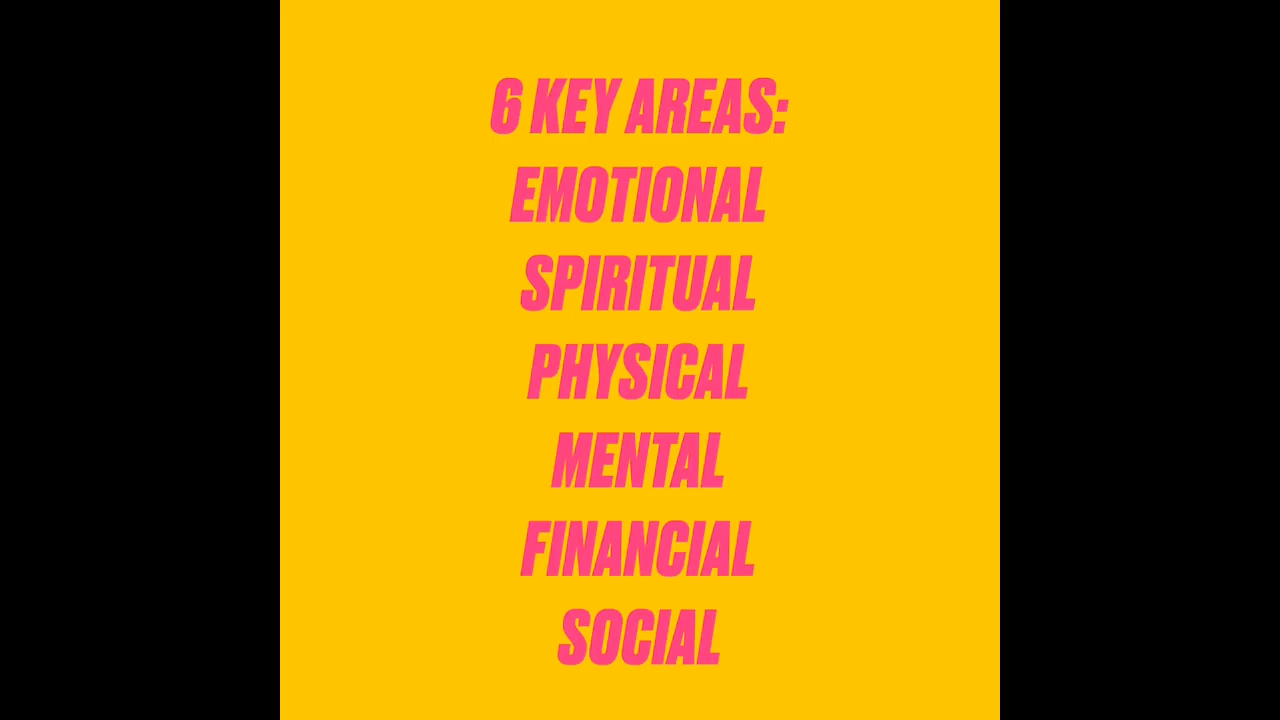 6 KEY AREAS:
EMOTIONAL
SPIRITUAL
PHYSICAL
MENTAL
FINANCIAL
SOCIAL